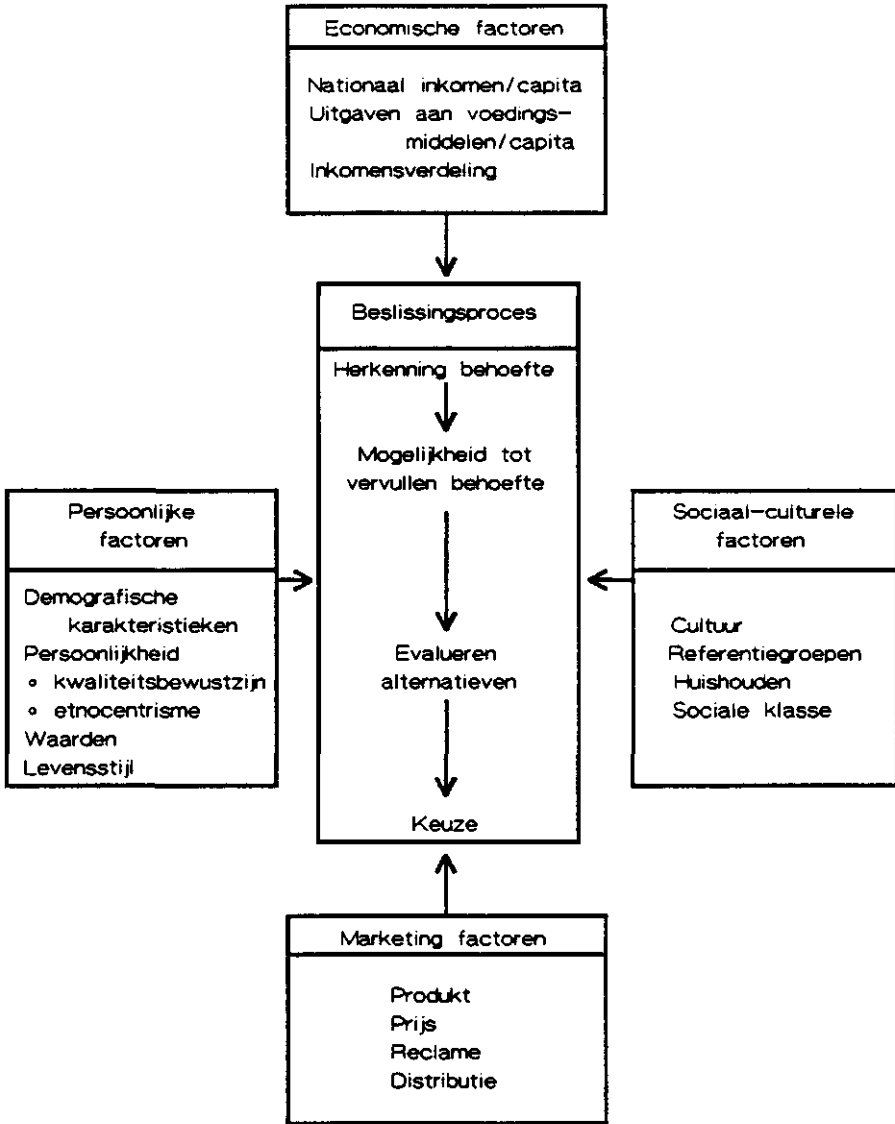 Economische factoren
Nationaal inkomen/capita
Uitgaven aan voedings-
middelen/capita
Inkomensverdeling
Beslissingsproces
Herkenning behoefte
Mogelijkheid tot
vervullen behoefte
Evalueren
alternatieven
Keuze
Persoonlijke
factoren
Demografische
karakteristieken
Persoonlijkheid
∘ kwaliteitsbewustzijn
∘ etnocentrisme
Waarden
Levensstijl
Sociaal-culturele
factoren
Cultuur
Referentiegroepen
Huishouden
Sociale klasse
Marketing factoren
Produkt
Prijs
Reclame
Distributie